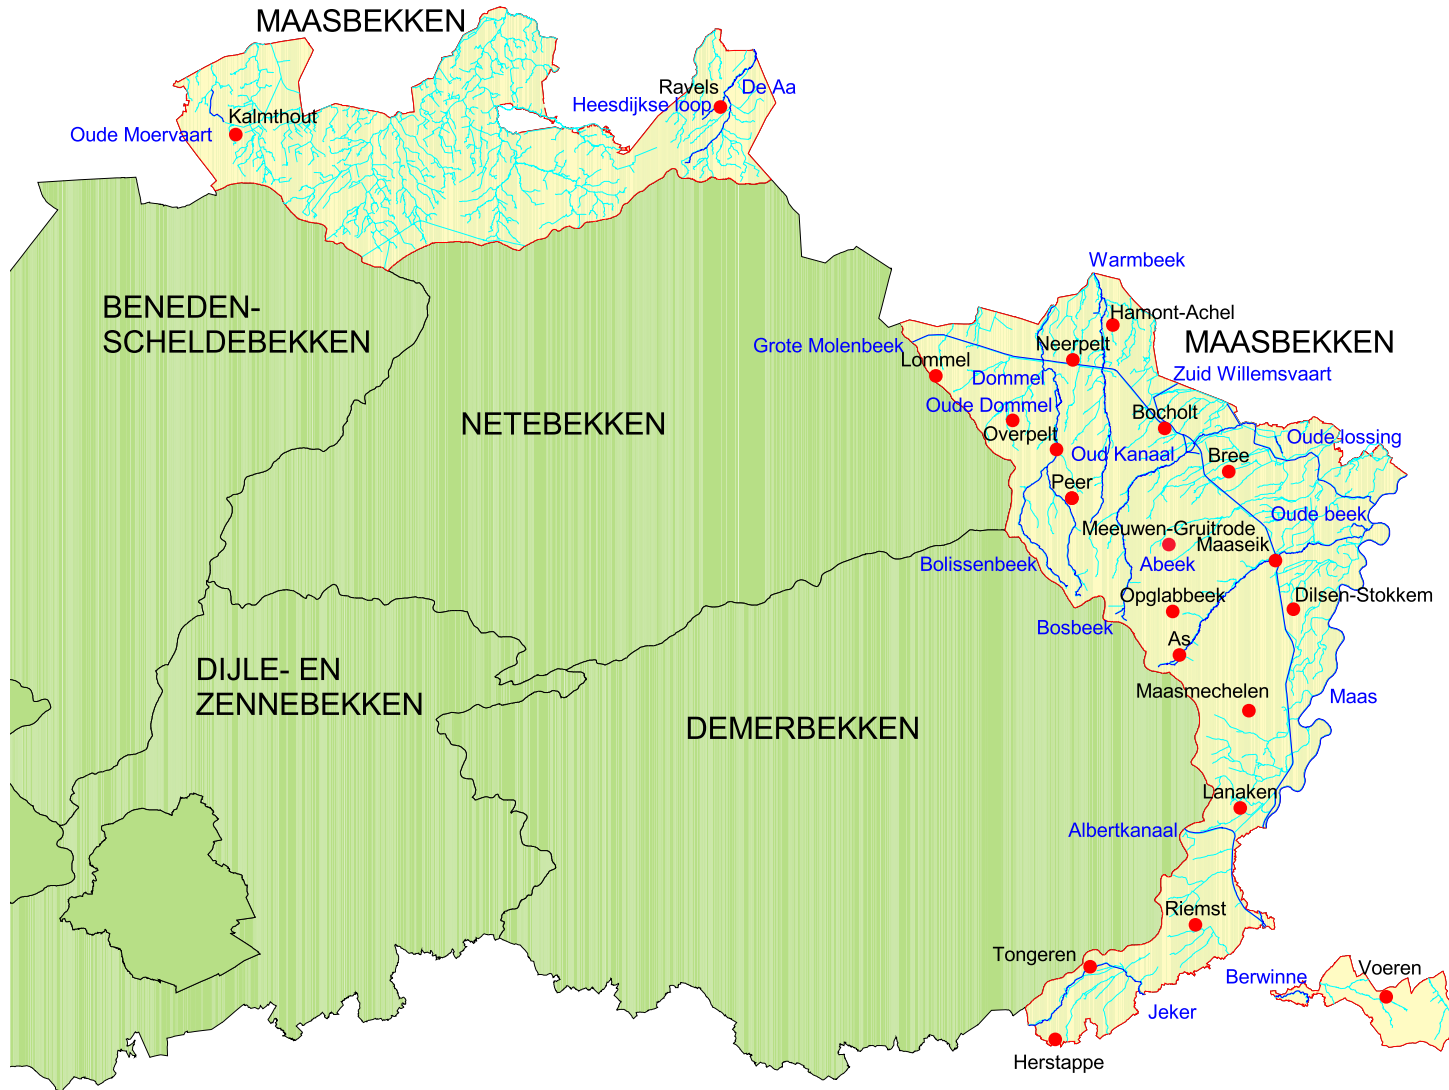 MAASBEKKEN
Ravels
De Aa
Heesdijkse loop
Kalmthout
Oude Moervaart
Warmbeek
BENEDEN-
SCHELDEBEKKEN
Hamont-Achel
MAASBEKKEN
Grote Molenbeek
Neerpelt
Lommel
Dommel
Zuid Willemsvaart
Oude Dommel
Bocholt
NETEBEKKEN
Overpelt
Oude lossing
Oud Kanaal
Bree
Peer
Oude beek
Meeuwen-Gruitrode
Maaseik
Bolissenbeek
Abeek
Opglabbeek
Dilsen-Stokkem
Bosbeek
As
DIJLE- EN
ZENNEBEKKEN
Maasmechelen
Maas
DEMERBEKKEN
Lanaken
Albertkanaal
Riemst
Tongeren
Voeren
Berwinne
Jeker
Herstappe